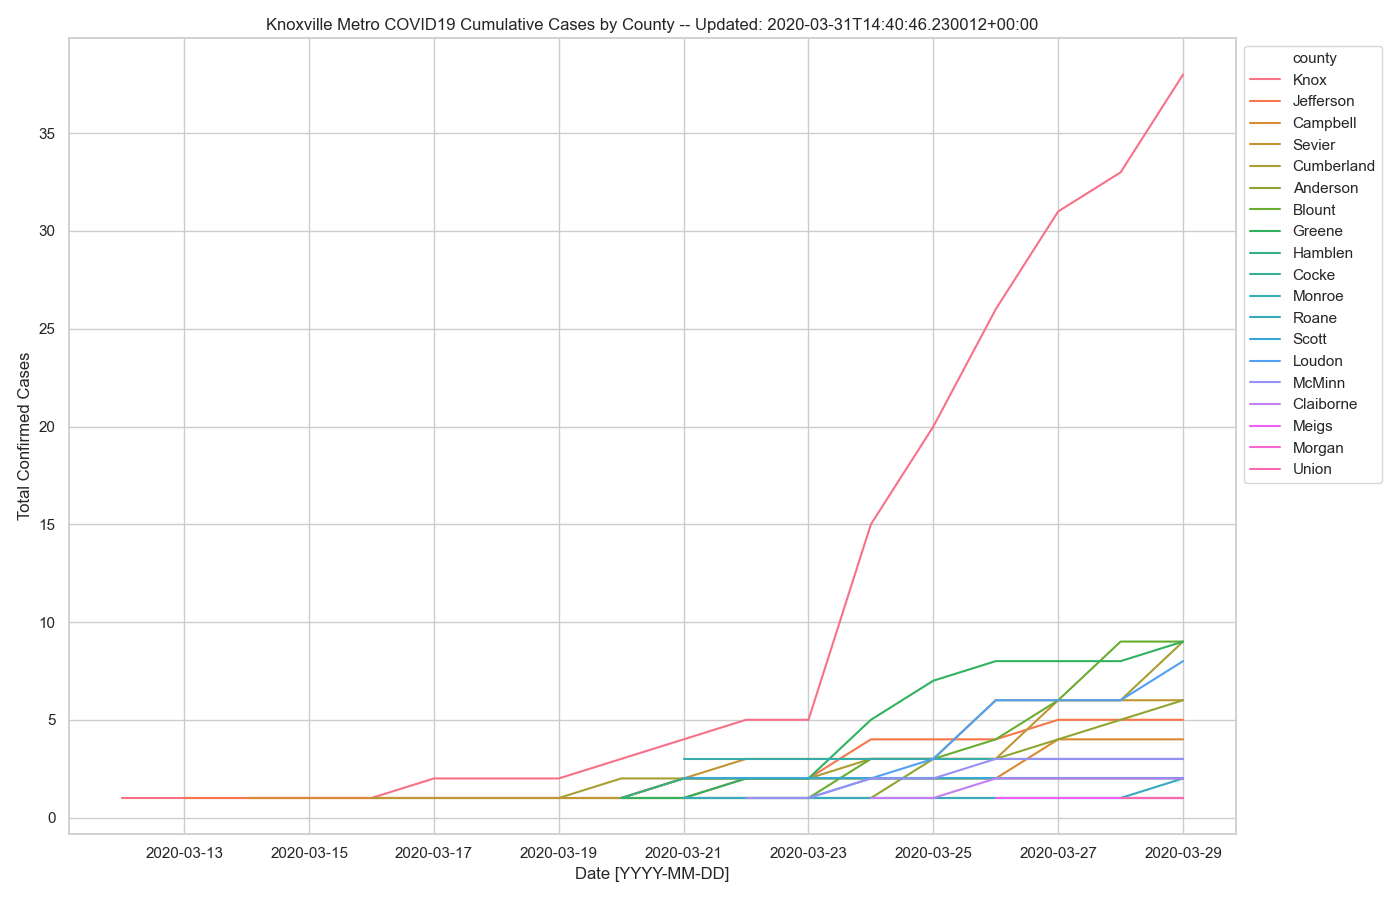 Knoxville Metro COVID19 Cumulative Cases by County -- Updated: 2020-03-31T14:40:46.230012+00:00
county
Knox
Jefferson
Campbell
Sevier
Cumberland
Anderson
Blount
Greene
Hamblen
Cocke
Monroe
Roane
Scott
Loudon
McMinn
Claiborne
Meigs
Morgan
Union
Total Confirmed Cases
35
30
25
20
15
10
5
0
2020-03-13
2020-03-15
2020-03-17
2020-03-19
2020-03-21
2020-03-23
2020-03-25
2020-03-27
2020-03-29
Date [YYYY-MM-DD]